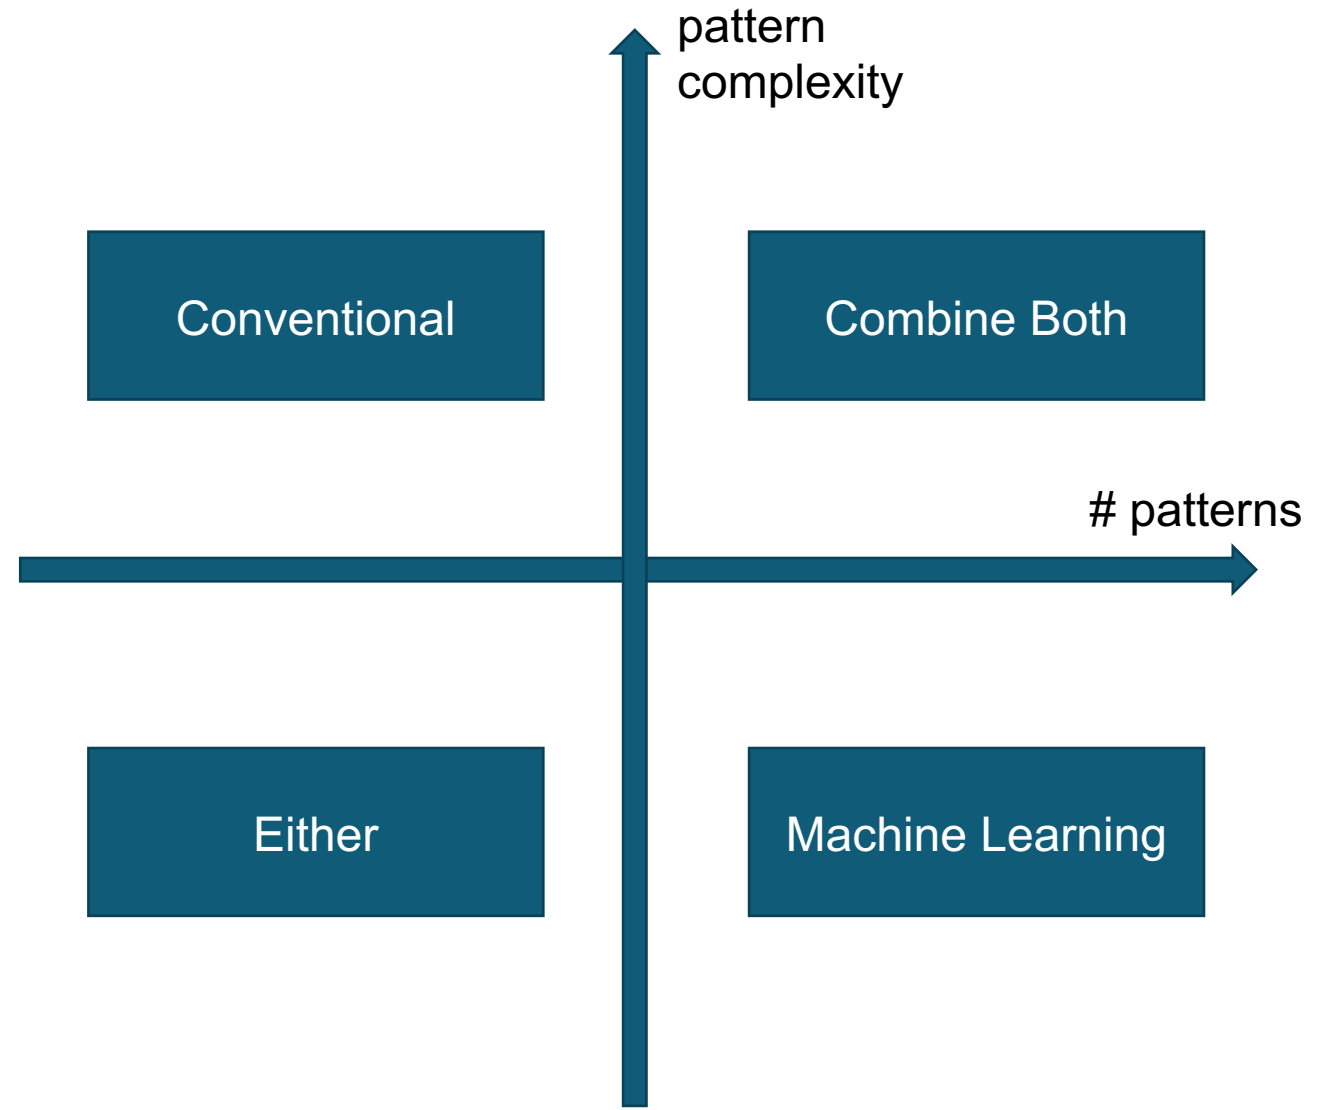 pattern
complexity
Conventional
Combine Both
# patterns
Either
Machine Learning